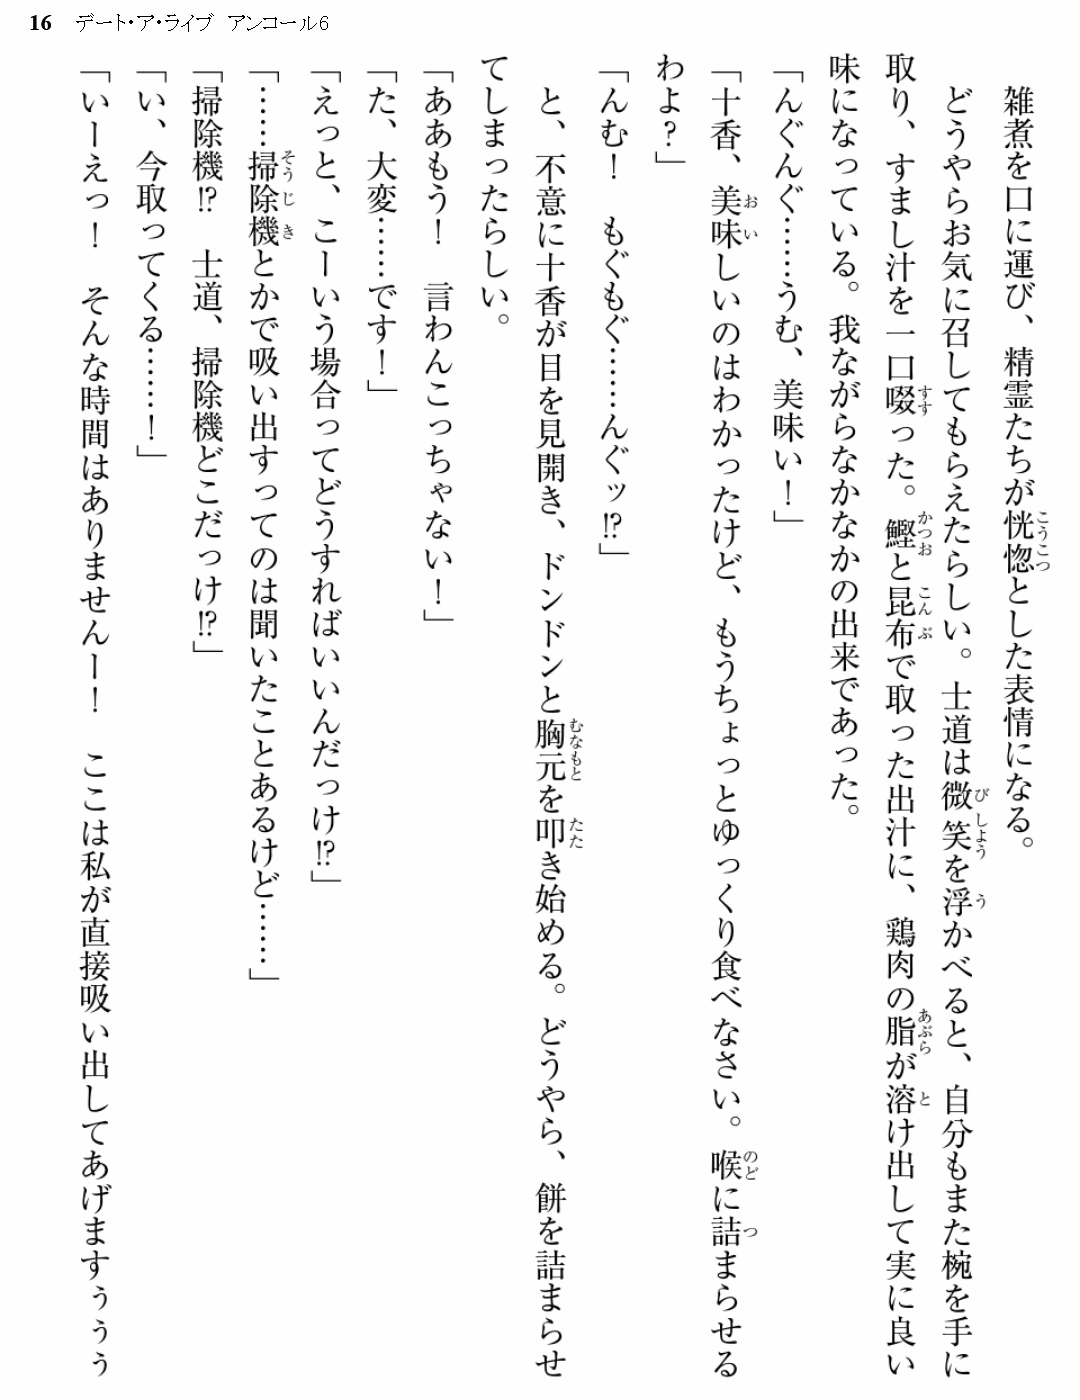 16 デート・ア・ライブ　アンコール6
雑煮を口に運び、精霊たちが恍惚とした表情になる。
どうやらお気に召してもらえたらしい。士道は微笑を浮かべると、自分もまた椀を手に
取り、すまし汁を一口啜った。鰹と昆布で取った出汁に、鶏肉の脂が溶け出して実に良い
味になっている。我ながらなかなかの出来であった。
「んぐんぐ……うむ、美味い！」
「十香、美味しいのはわかったけど、もうちょっとゆっくり食べなさい。喉に詰まらせる
わよ？」
「んむ！　もぐもぐ……んぐッ⁉」
と、不意に十香が目を見開き、ドンドンと胸元を叩き始める。どうやら、餅を詰まらせ
てしまったらしい。
「ああもう！　言わんこっちゃない！」
「た、大変……です！」
「えっと、こーいう場合ってどうすればいいんだっけ⁉」
「……掃除機とかで吸い出すってのは聞いたことあるけど……」
「掃除機⁉　士道、掃除機どこだっけ⁉」
「い、今取ってくる……！」
「いーえっ！　そんな時間はありませんー！　ここは私が直接吸い出してあげますぅぅぅ